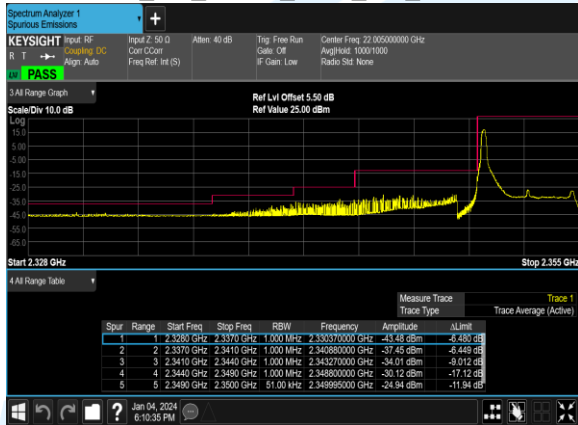 Spectrum Analyzer 1
Spurious Emissions
KEYSIGHT Input: RF Input Z: 50 Ω Atten: 40 dB Trig: Free Run Center Freq: 22.005000000 GHz
R T Coupling: DC Corr CCorr Gate: Off Avg|Hold: 1000/1000
Align: Auto Freq Ref: Int (S) IF Gain: Low Radio Std: None
PASS
3 All Range Graph
Ref Lvl Offset 5.50 dB
Scale/Div 10.0 dB Ref Value 25.00 dBm
Log
15.0
5.00
-5.00
-15.0
-25.0
-35.0
-45.0
-55.0
-65.0
Start 2.328 GHz Stop 2.355 GHz
4 All Range Table
Measure Trace Trace 1
Trace Type Trace Average (Active)
Spur Range Start Freq Stop Freq RBW Frequency Amplitude ΔLimit
1 1 2.3280 GHz 2.3370 GHz 1.000 MHz 2.330370000 GHz -43.48 dBm -6.480 dB
2 2 2.3370 GHz 2.3410 GHz 1.000 MHz 2.340880000 GHz -37.45 dBm -6.449 dB
3 3 2.3410 GHz 2.3440 GHz 1.000 MHz 2.343270000 GHz -34.01 dBm -9.012 dB
4 4 2.3440 GHz 2.3490 GHz 1.000 MHz 2.348800000 GHz -30.12 dBm -17.12 dB
5 5 2.3490 GHz 2.3500 GHz 51.00 kHz 2.349995000 GHz -24.94 dBm -11.94 dB
Jan 04, 2024
6:10:35 PM